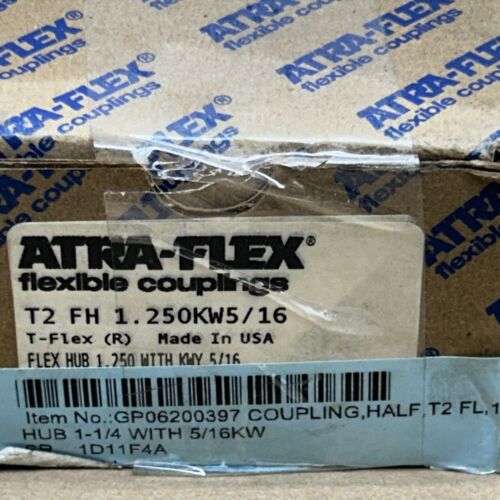 ATRA-FLEX®
flexible couplings
ATRA-FLEX®
flexible couplings
ATRA-FLEX®
flexible couplings
ATRA-FLEX
flexible couplings
ATRA-FLEX®
flexible couplings
T2 FH 1.250KW5/16
T-Flex (R) Made In USA
FLEX HUB 1.250 WITH KWY 5/16
Item No.:GP06200397 COUPLING,HALF,T2 FL,1
HUB 1-1/4 WITH 5/16KW
1D11F4A